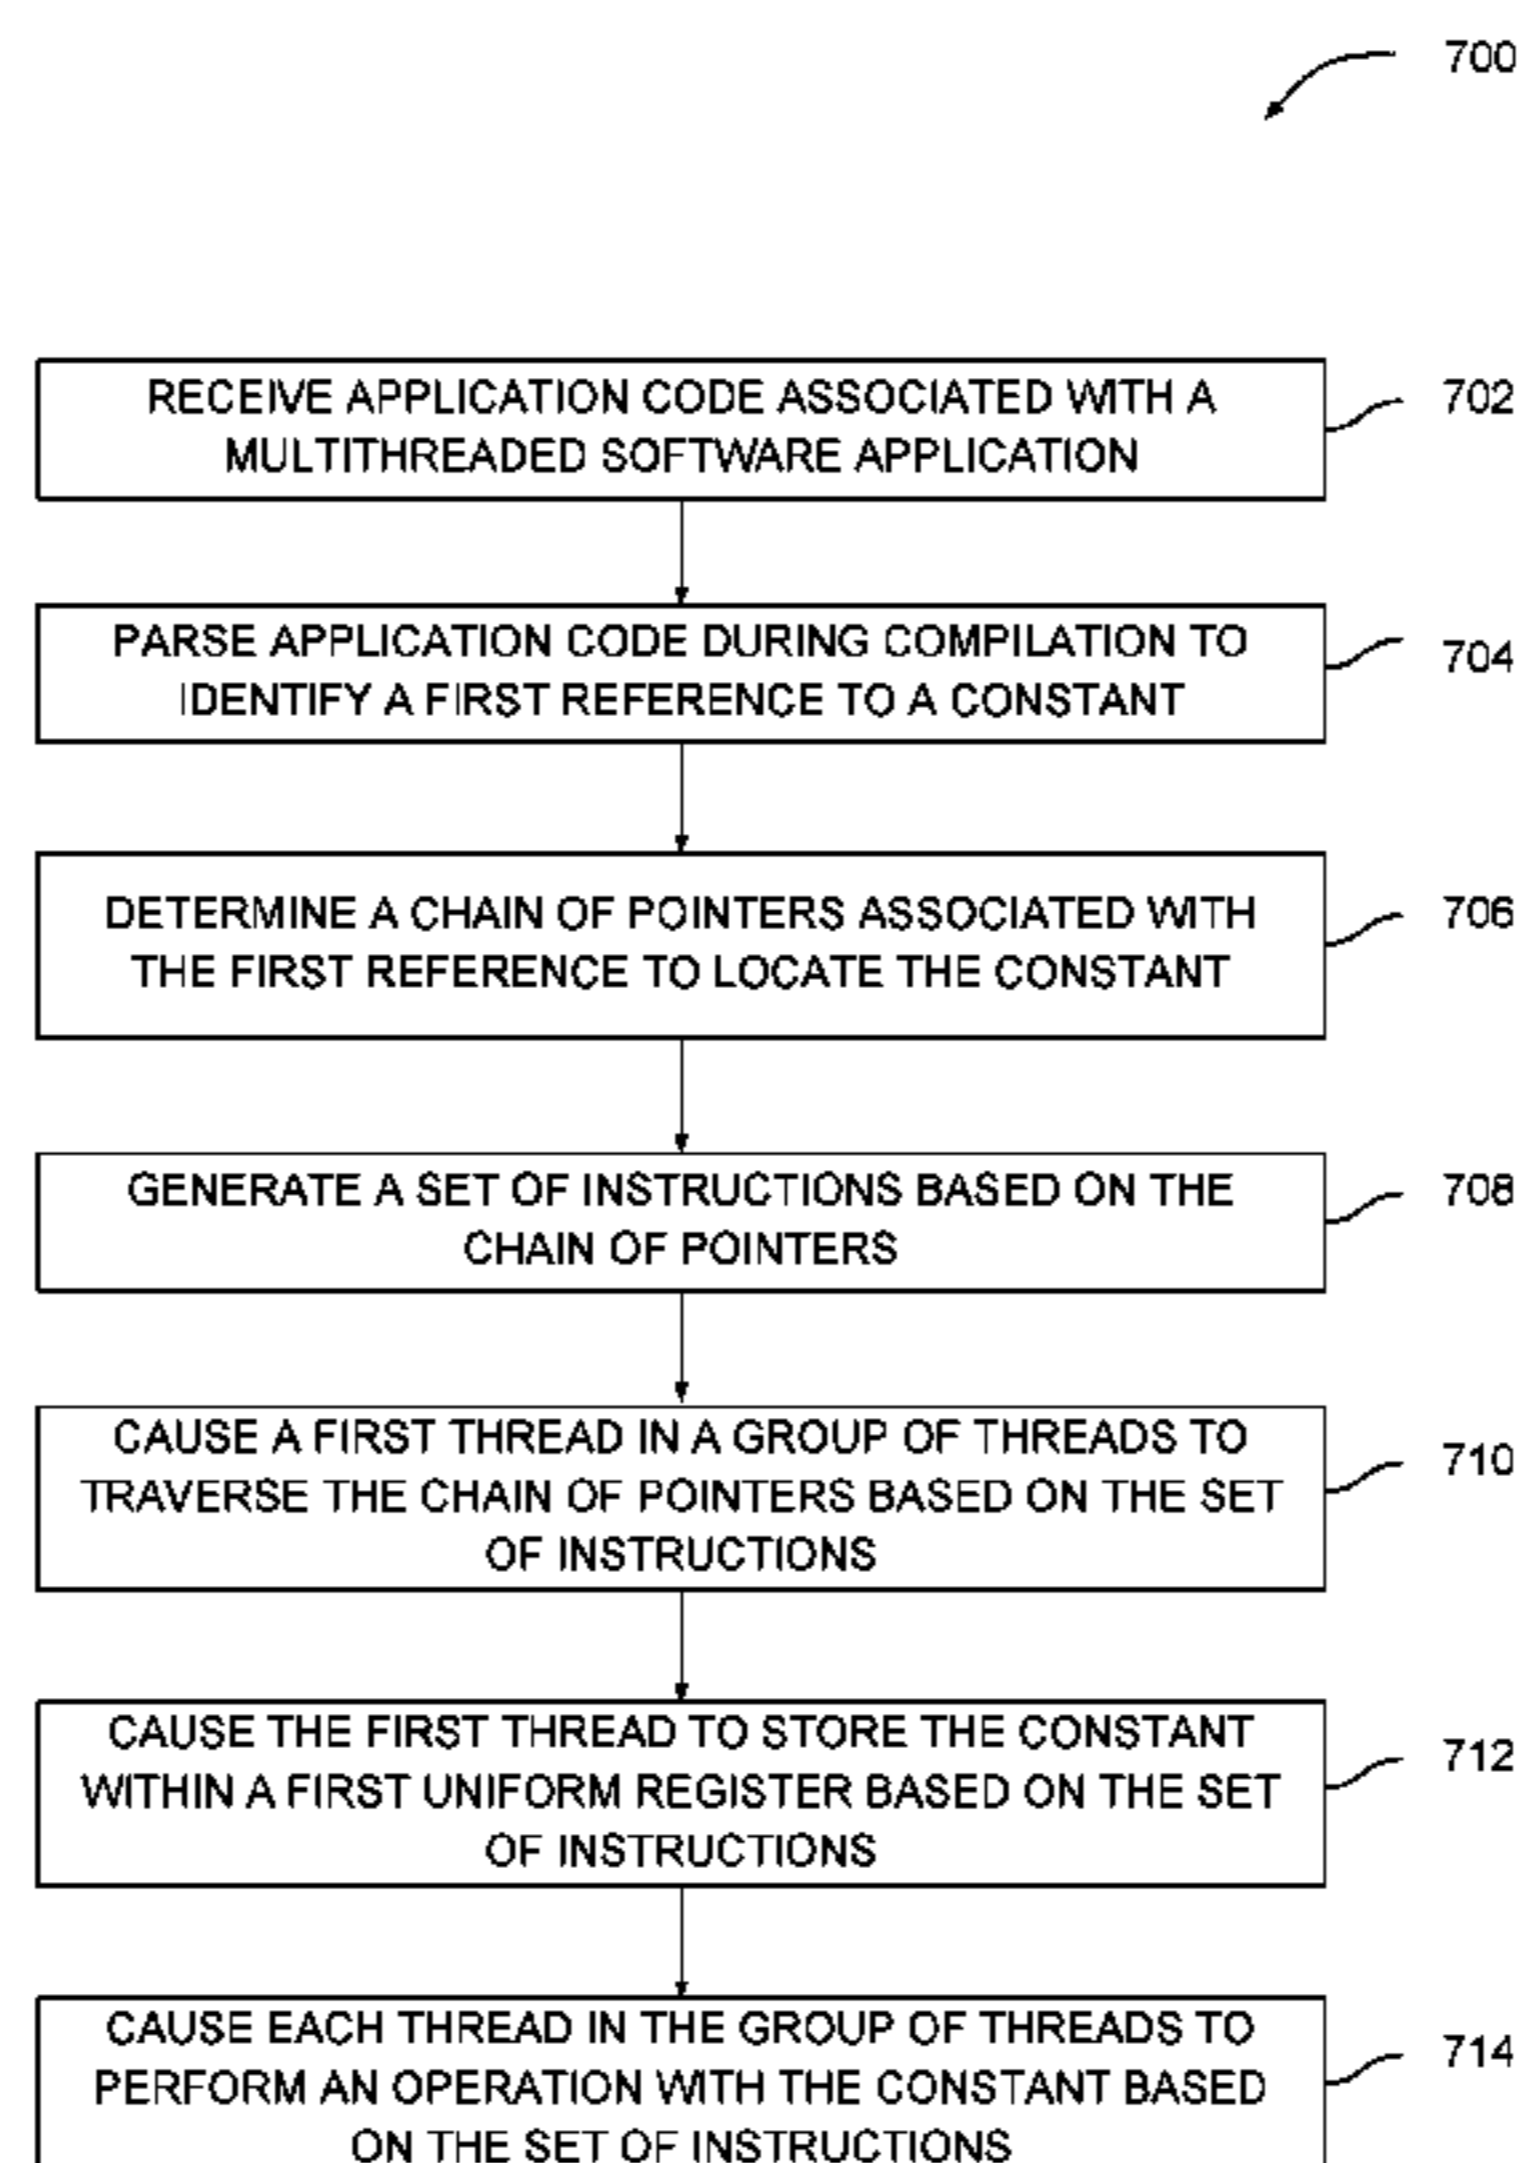 700
RECEIVE APPLICATION CODE ASSOCIATED WITH A
MULTITHREADED SOFTWARE APPLICATION
702
PARSE APPLICATION CODE DURING COMPILATION TO
IDENTIFY A FIRST REFERENCE TO A CONSTANT
704
DETERMINE A CHAIN OF POINTERS ASSOCIATED WITH
THE FIRST REFERENCE TO LOCATE THE CONSTANT
706
GENERATE A SET OF INSTRUCTIONS BASED ON THE
CHAIN OF POINTERS
708
CAUSE A FIRST THREAD IN A GROUP OF THREADS TO
TRAVERSE THE CHAIN OF POINTERS BASED ON THE SET
OF INSTRUCTIONS
710
CAUSE THE FIRST THREAD TO STORE THE CONSTANT
WITHIN A FIRST UNIFORM REGISTER BASED ON THE SET
OF INSTRUCTIONS
712
CAUSE EACH THREAD IN THE GROUP OF THREADS TO
PERFORM AN OPERATION WITH THE CONSTANT BASED
ON THE SET OF INSTRUCTIONS
714